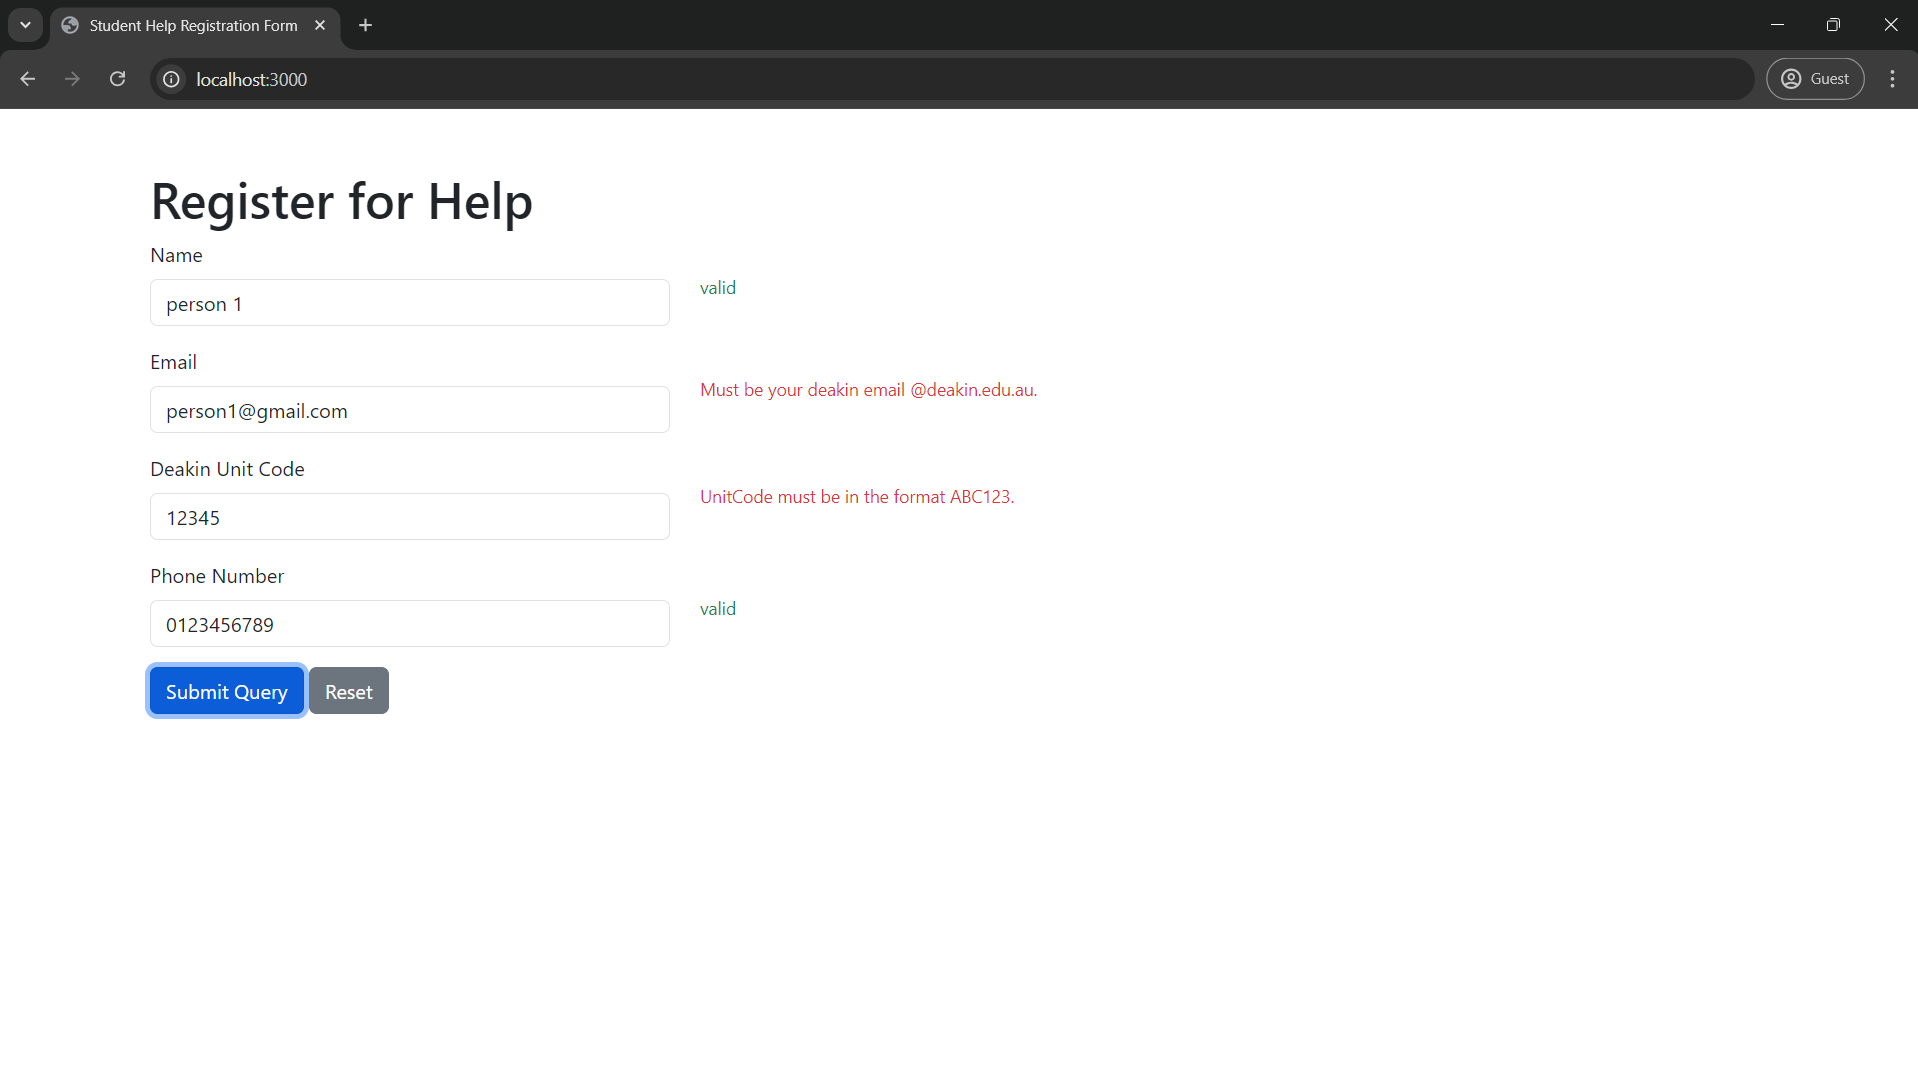 Student Help Registration Form
localhost:3000
Guest
Register for Help
Name
person 1
valid
Email
person1@gmail.com
Must be your deakin email @deakin.edu.au.
Deakin Unit Code
12345
UnitCode must be in the format ABC123.
Phone Number
0123456789
valid
Submit Query
Reset